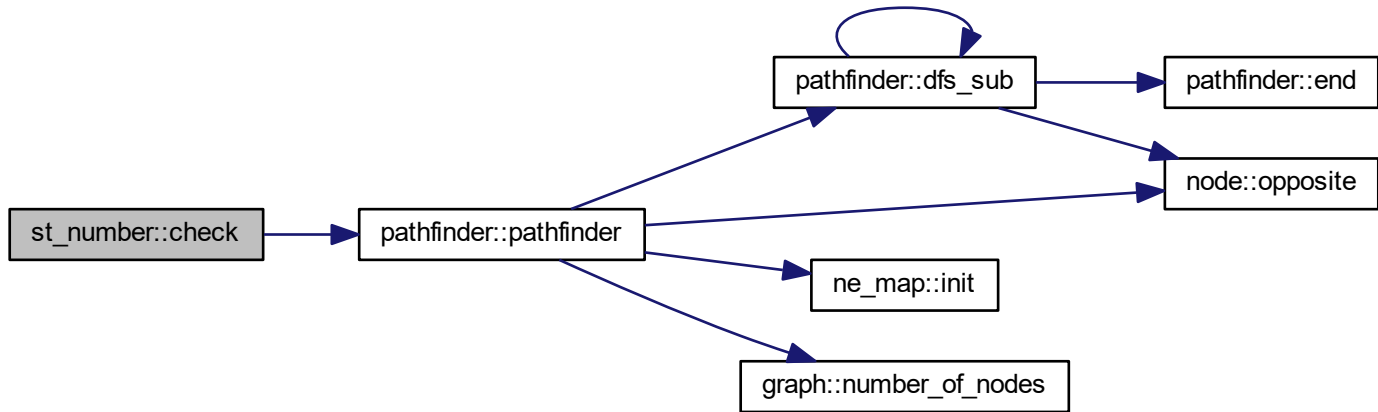 st_number::check
pathfinder::pathfinder
pathfinder::dfs_sub
pathfinder::end
node::opposite
ne_map::init
graph::number_of_nodes